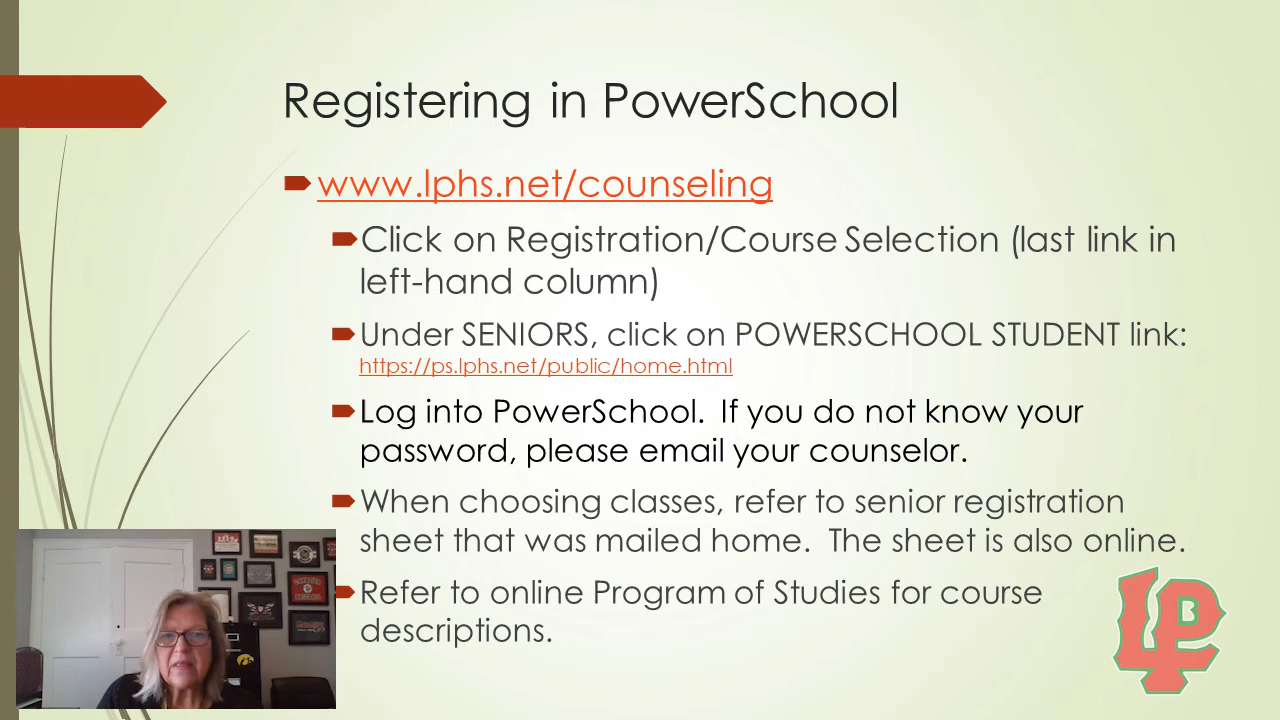 Registering in PowerSchool
www.lphs.net/counseling
Click on Registration/Course Selection (last link in
left-hand column)
Under SENIORS, click on POWERSCHOOL STUDENT link:
https://ps.lphs.net/public/home.html
Log into PowerSchool.  If you do not know your
password, please email your counselor.
When choosing classes, refer to senior registration
sheet that was mailed home.  The sheet is also online.
Refer to online Program of Studies for course
descriptions.
LP